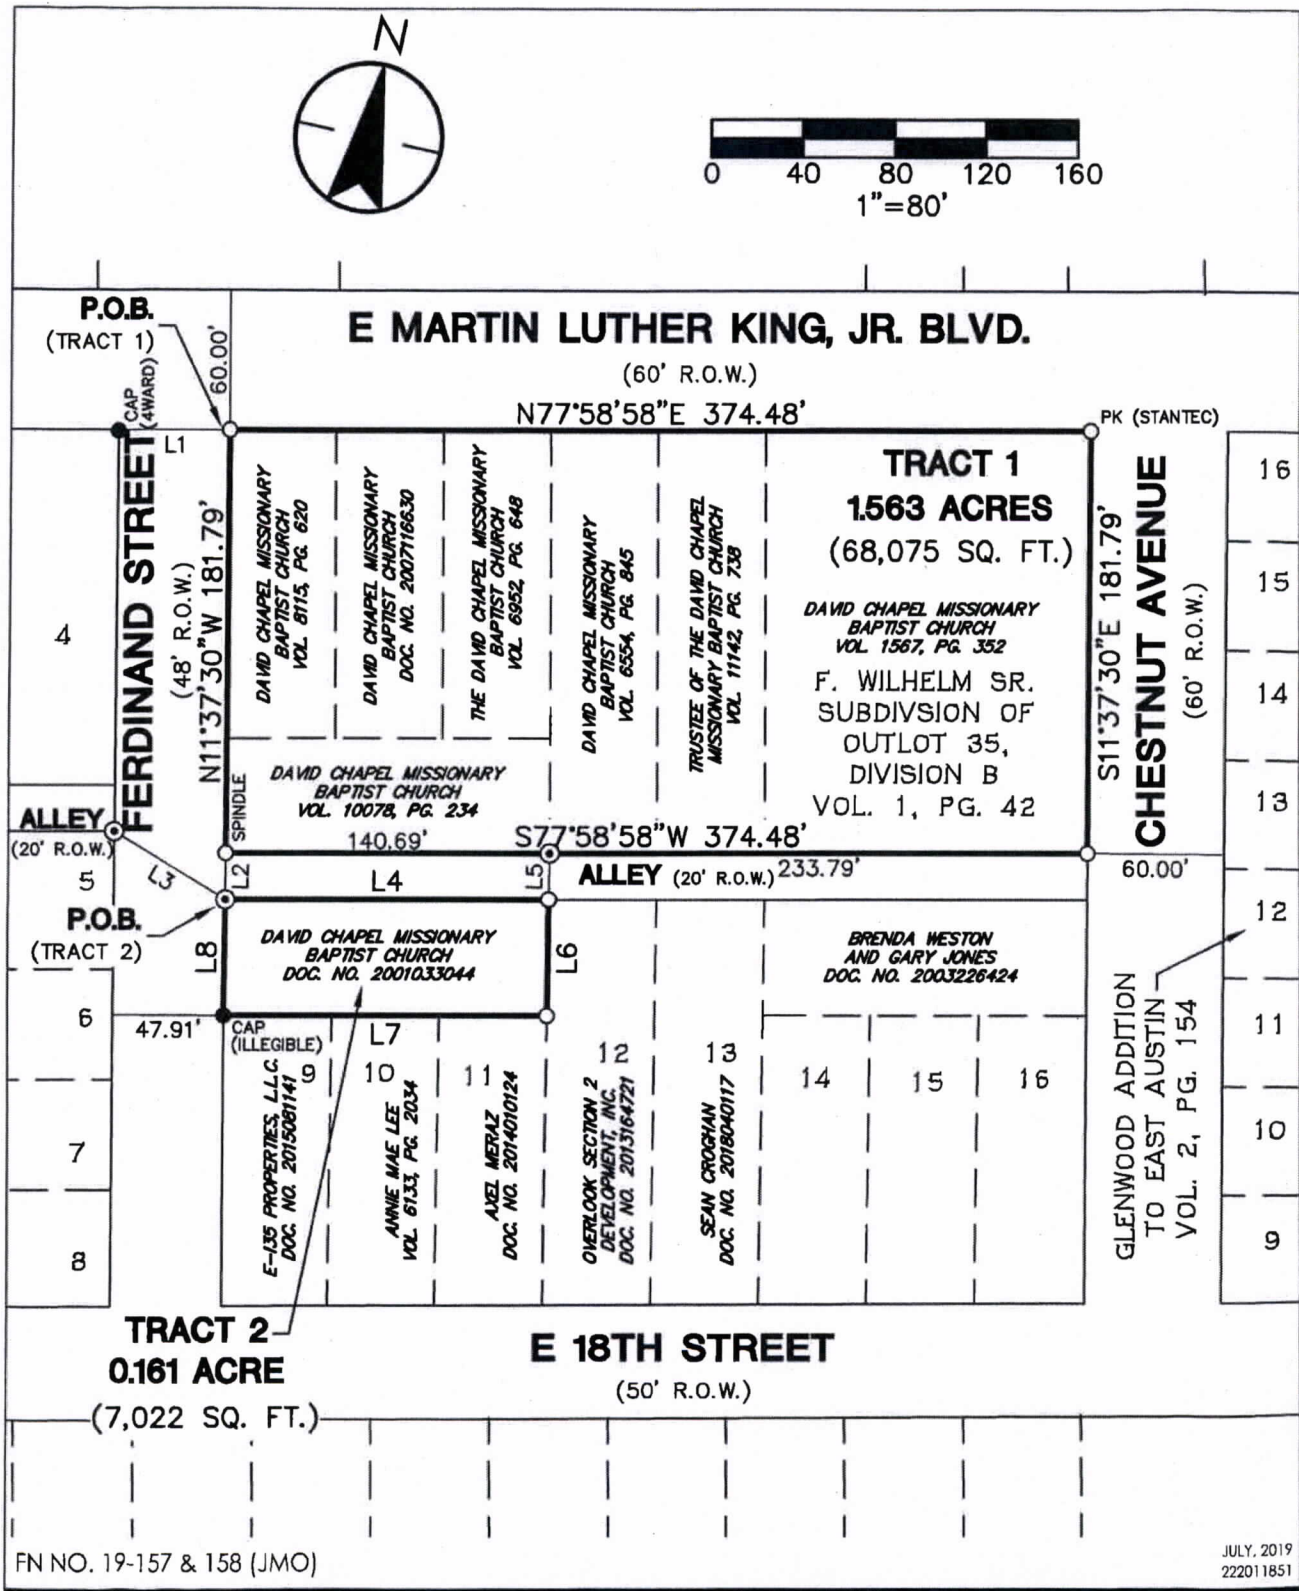 N
0 40 80 120 160
1"=80'
P.O.B.
(TRACT 1)
60.00'
CAP
(4WARD)
L1
E MARTIN LUTHER KING, JR. BLVD.
(60' R.O.W.)
N77°58'58"E 374.48'
PK (STANTEC)
FERDINAND STREET
(48' R.O.W.)
N11°37'30"W 181.79'
DAVID CHAPEL MISSIONARY
BAPTIST CHURCH
VOL. 8115, PG. 620
DAVID CHAPEL MISSIONARY
BAPTIST CHURCH
DOC. NO. 2007116630
THE DAVID CHAPEL MISSIONARY
BAPTIST CHURCH
VOL. 6952, PG. 648
DAVID CHAPEL MISSIONARY
BAPTIST CHURCH
VOL. 6554, PG. 845
TRUSTEE OF THE DAVID CHAPEL
MISSIONARY BAPTIST CHURCH
VOL. 11142, PG. 738
TRACT 1
1.563 ACRES
(68,075 SQ. FT.)
DAVID CHAPEL MISSIONARY
BAPTIST CHURCH
VOL. 1567, PG. 352
F. WILHELM SR.
SUBDIVSION OF
OUTLOT 35,
DIVISION B
VOL. 1, PG. 42
S11°37'30"E 181.79'
CHESTNUT AVENUE
(60' R.O.W.)
16
15
14
13
12
11
10
9
4
SPINDLE
DAVID CHAPEL MISSIONARY
BAPTIST CHURCH
VOL. 10078, PG. 234
140.69'
S77°58'58"W 374.48'
ALLEY
(20' R.O.W.)
5
L3
L2
L4
L5
ALLEY (20' R.O.W.)
233.79'
60.00'
P.O.B.
(TRACT 2)
L8
DAVID CHAPEL MISSIONARY
BAPTIST CHURCH
DOC. NO. 2001033044
L6
BRENDA WESTON
AND GARY JONES
DOC. NO. 2003226424
6
47.91'
CAP
(ILLEGIBLE)
L7
7
8
9
E-135 PROPERTIES, L.L.C.
DOC. NO. 2015081141
10
ANNIE MAE LEE
VOL. 6133, PG. 2034
11
AXEL MERAZ
DOC. NO. 2014010124
12
OVERLOOK SECTION 2
DEVELOPMENT, INC.
DOC. NO. 2013164721
13
SEAN CROGHAN
DOC. NO. 2018040117
14
15
16
GLENWOOD ADDITION
TO EAST AUSTIN
VOL. 2, PG. 154
TRACT 2
0.161 ACRE
(7,022 SQ. FT.)
E 18TH STREET
(50' R.O.W.)
FN NO. 19-157 & 158 (JMO)
JULY, 2019
222011851